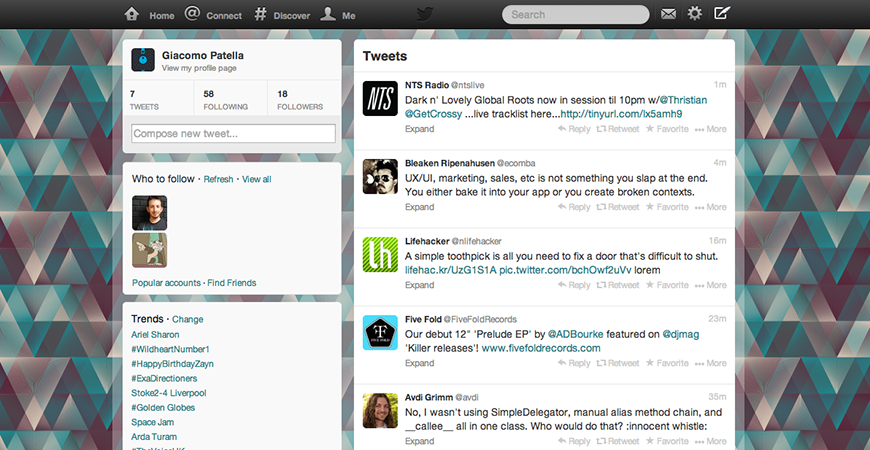 Home
Connect
Discover
Me
Search
Giacomo Patella
View my profile page
7
TWEETS
58
FOLLOWING
18
FOLLOWERS
Compose new tweet...
Who to follow · Refresh · View all
Popular accounts · Find Friends
Trends · Change
Ariel Sharon
#WildheartNumber1
#HappyBirthdayZayn
#ExaDirectioners
Stoke2-4 Liverpool
#Golden Globes
Space Jam
Arda Turam
#TheVoiceUK
Tweets
NTS Radio @ntslive 1m
NTS
Dark n' Lovely Global Roots now in session til 10pm w/@Thristian
@GetCrossy ...live tracklist here...http://tinyurl.com/lx5amh9
Expand Reply Retweet Favorite More
Bleaken Ripenahusen @ecomba 4m
UX/UI, marketing, sales, etc is not something you slap at the end.
You either bake it into your app or you create broken contexts.
Expand Reply Retweet Favorite More
Lifehacker @nlifehacker 16m
lh
A simple toothpick is all you need to fix a door that's difficult to shut.
lifehac.kr/UzG1S1A pic.twitter.com/bchOwf2uVv lorem
Expand Reply Retweet Favorite More
Five Fold @FiveFoldRecords 23m
FIVE FOLD
Our debut 12" 'Prelude EP' by @ADBourke featured on @djmag
'Killer releases'! www.fivefoldrecords.com
Expand Reply Retweet Favorite More
Avdi Grimm @avdi 35m
No, I wasn't using SimpleDelegator, manual alias method chain, and
__callee__ all in one class. Who would do that? :innocent whistle:
Expand Reply Retweet Favorite More